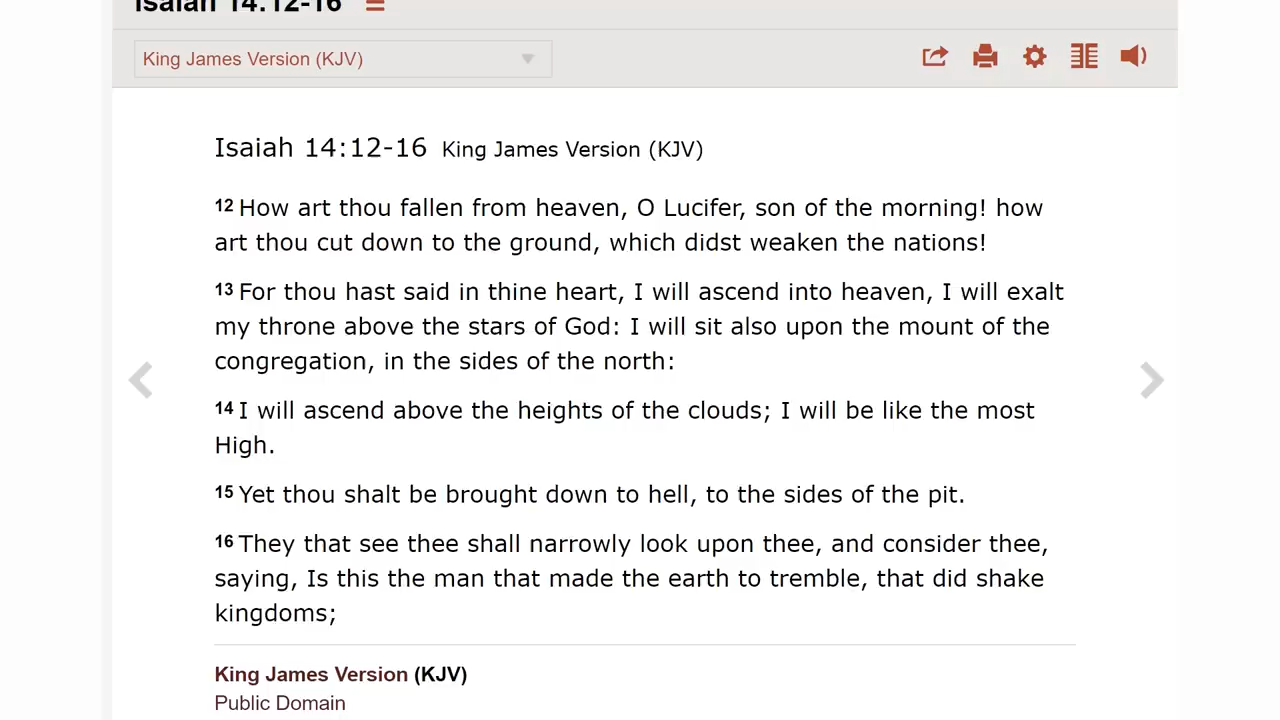 Isaiah 14:12-16
King James Version (KJV)
Isaiah 14:12-16 King James Version (KJV)
12 How art thou fallen from heaven, O Lucifer, son of the morning! how
art thou cut down to the ground, which didst weaken the nations!
13 For thou hast said in thine heart, I will ascend into heaven, I will exalt
my throne above the stars of God: I will sit also upon the mount of the
congregation, in the sides of the north:
14 I will ascend above the heights of the clouds; I will be like the most
High.
15 Yet thou shalt be brought down to hell, to the sides of the pit.
16 They that see thee shall narrowly look upon thee, and consider thee,
saying, Is this the man that made the earth to tremble, that did shake
kingdoms;
King James Version (KJV)
Public Domain